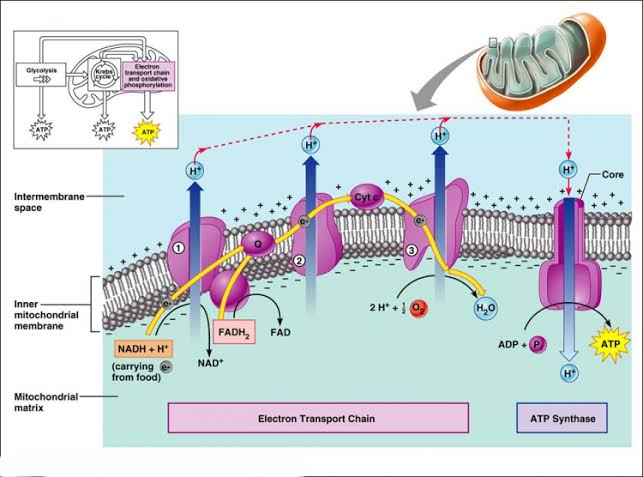 Glycolysis
Krebs
cycle
Electron
transport chain
and oxidative
phosphorylation
ATP
ATP
ATP
H+
H+
H+
H+
Core
Intermembrane
space
+ + + + + + + + + +
Cyt c
e-
e-
Q
1
2
3
Inner
mitochondrial
membrane
e-
NADH + H+
(carrying e-
from food)
NAD+
FADH2
FAD
2 H+ + 1/2 O2
H2O
ADP + Pi
ATP
H+
Mitochondrial
matrix
Electron Transport Chain
ATP Synthase